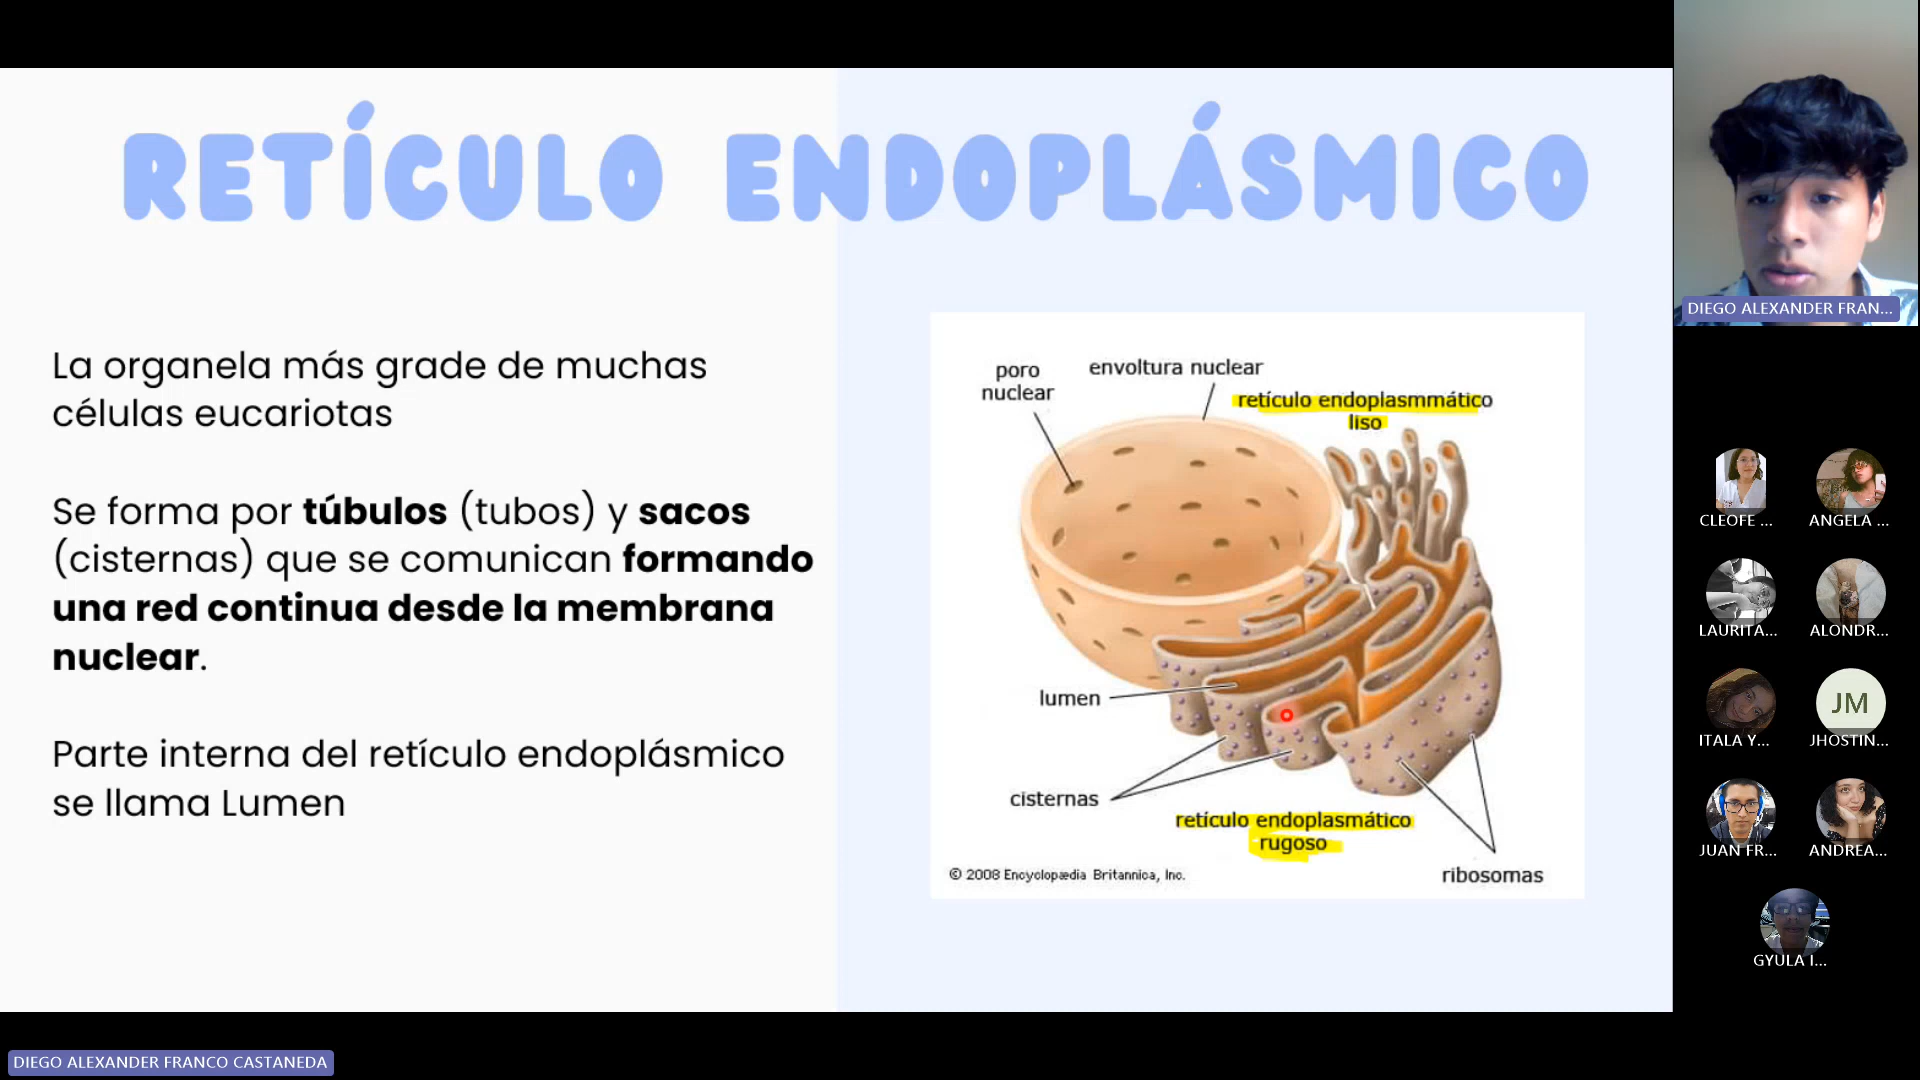 RETÍCULO ENDOPLÁSMICO
La organela más grade de muchas
células eucariotas
Se forma por túbulos (tubos) y sacos
(cisternas) que se comunican formando
una red continua desde la membrana
nuclear.
Parte interna del retículo endoplásmico
se llama Lumen
poro
nuclear
envoltura nuclear
retículo endoplasmmático
liso
lumen
cisternas
retículo endoplasmático
rugoso
ribosomas
© 2008 Encyclopædia Britannica, Inc.
DIEGO ALEXANDER FRAN...
CLEOFE ...
ANGELA ...
LAURITA...
ALONDR...
ITALA Y...
JM
JHOSTIN...
JUAN FR...
ANDREA...
GYULA I...
DIEGO ALEXANDER FRANCO CASTANEDA